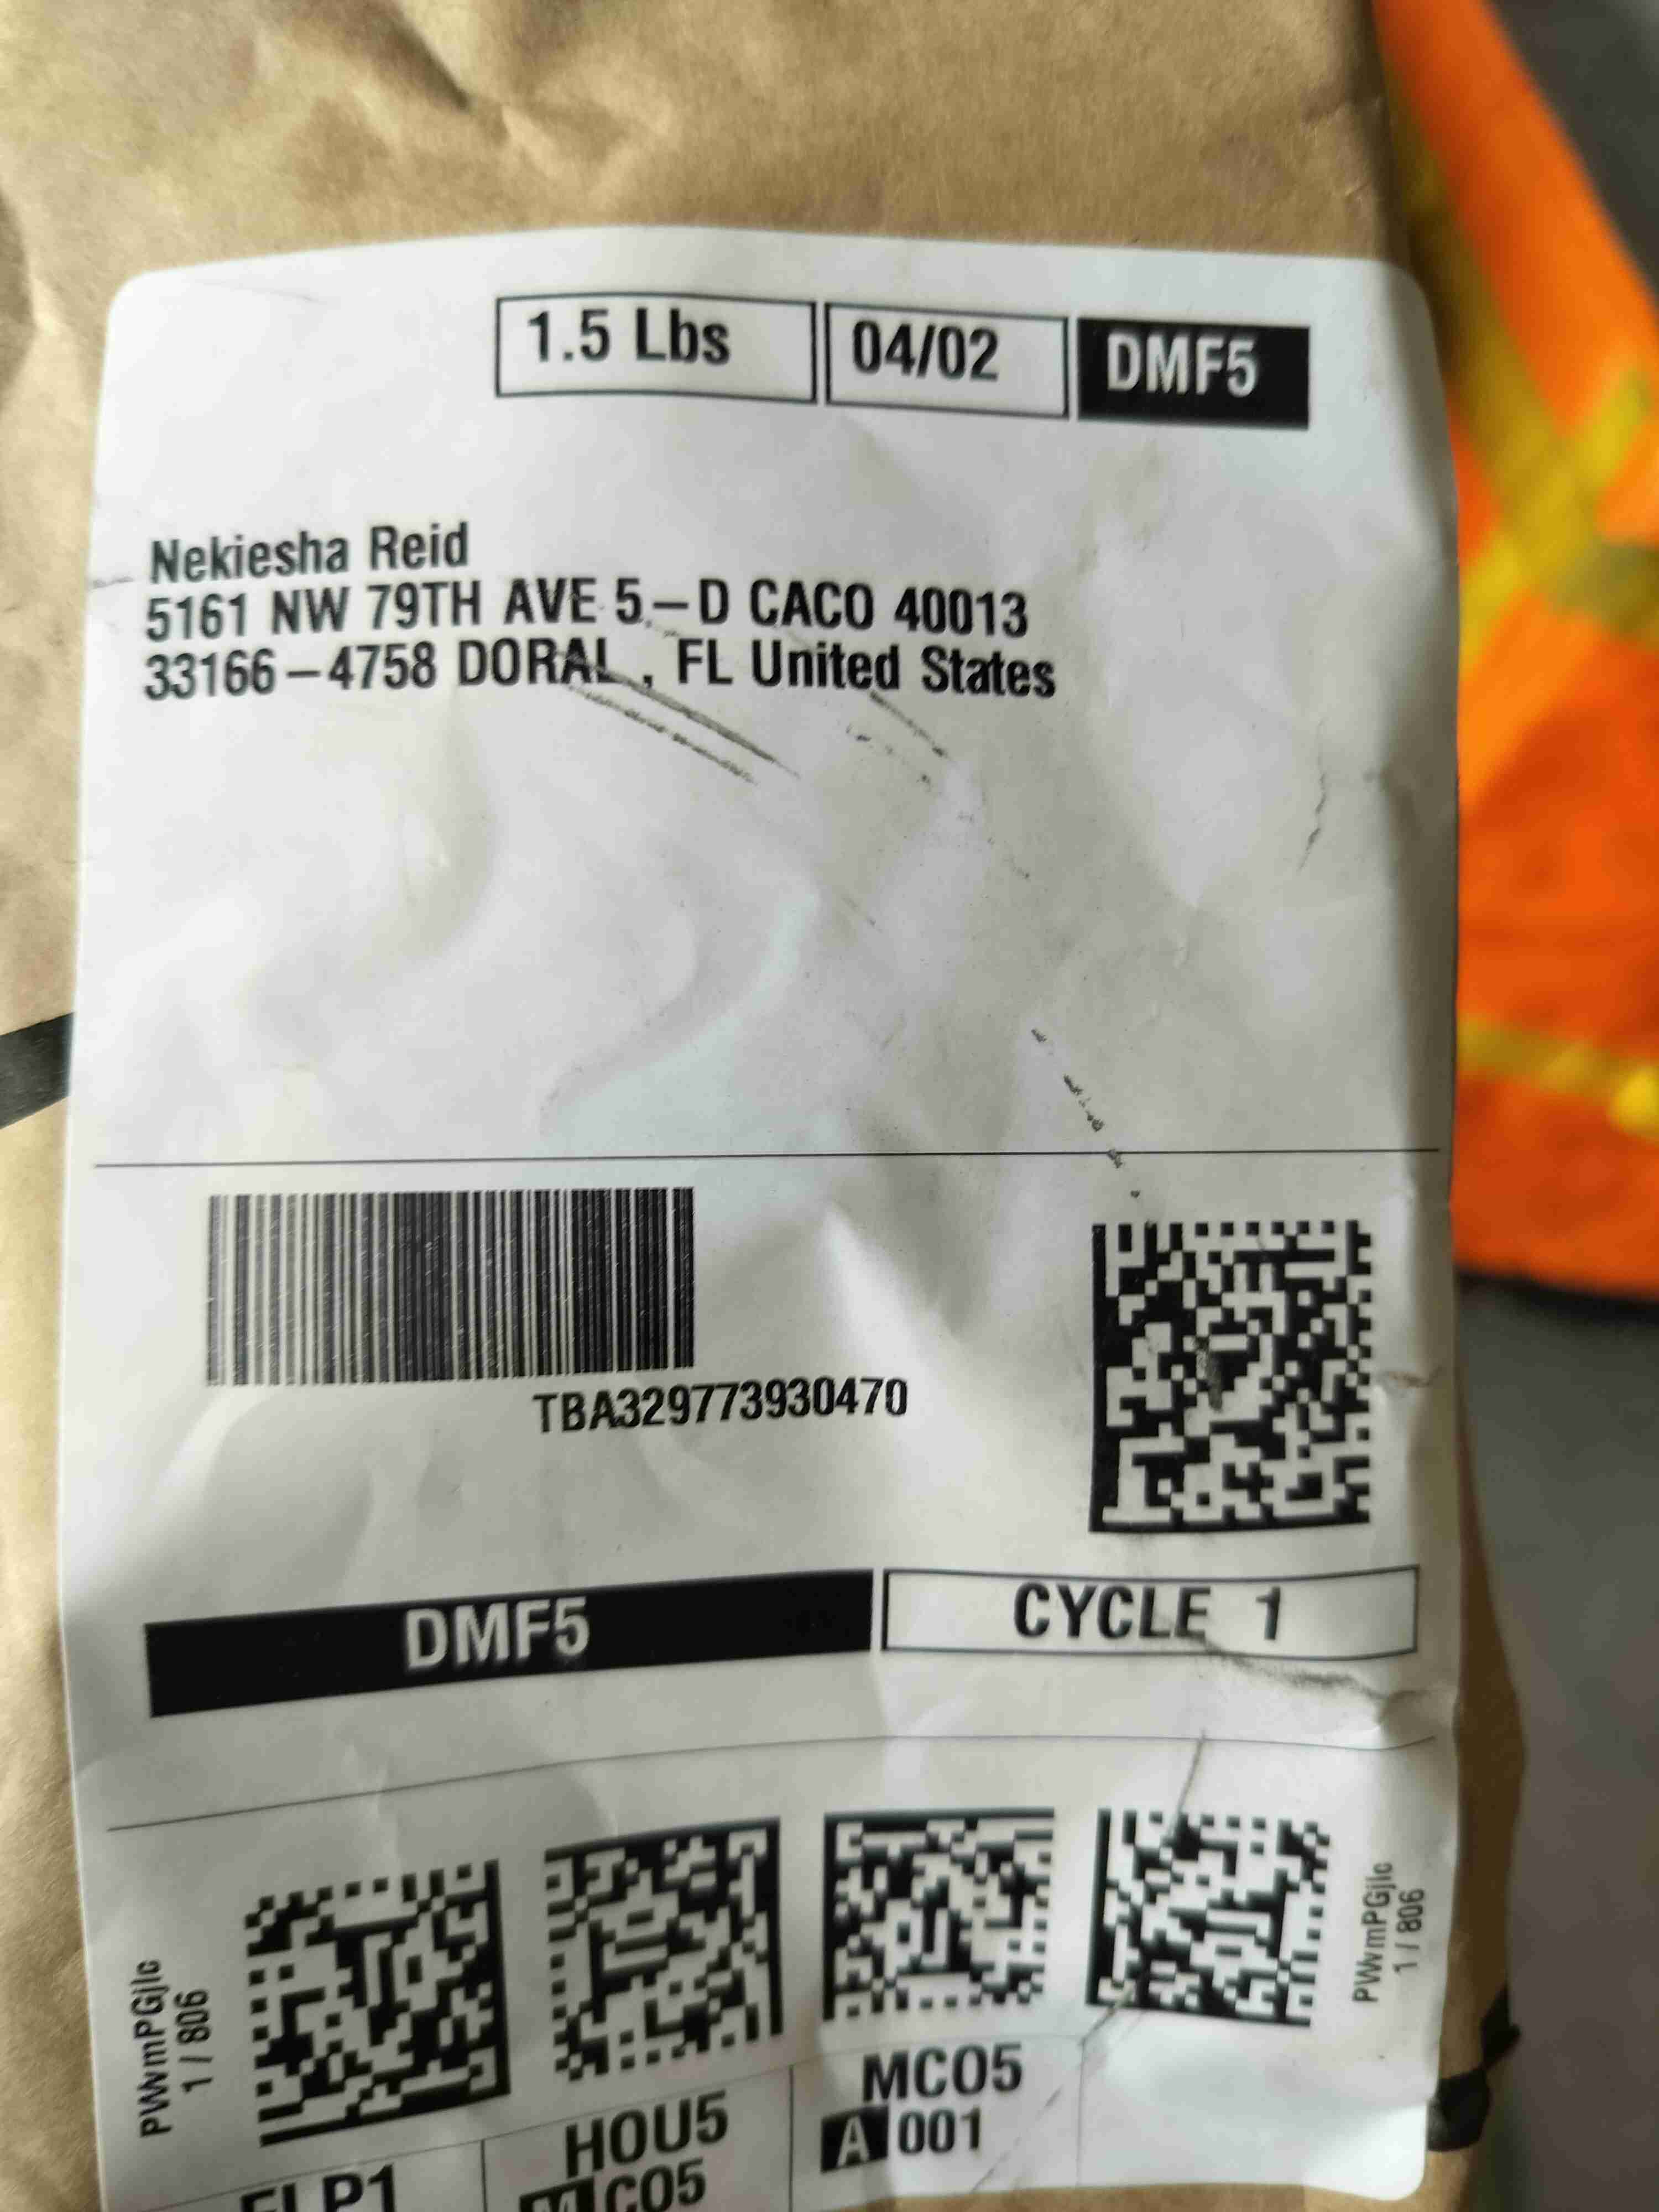 1.5 Lbs 04/02 DMF5
Nekiesha Reid
5161 NW 79TH AVE 5-D CACO 40013
33166-4758 DORAL , FL United States
TBA329773930470
DMF5 CYCLE 1
PWwmPGjlc
1 / 806
PWwmPGjlc
1 / 806
HOU5
MCO5
MCO5
A 001